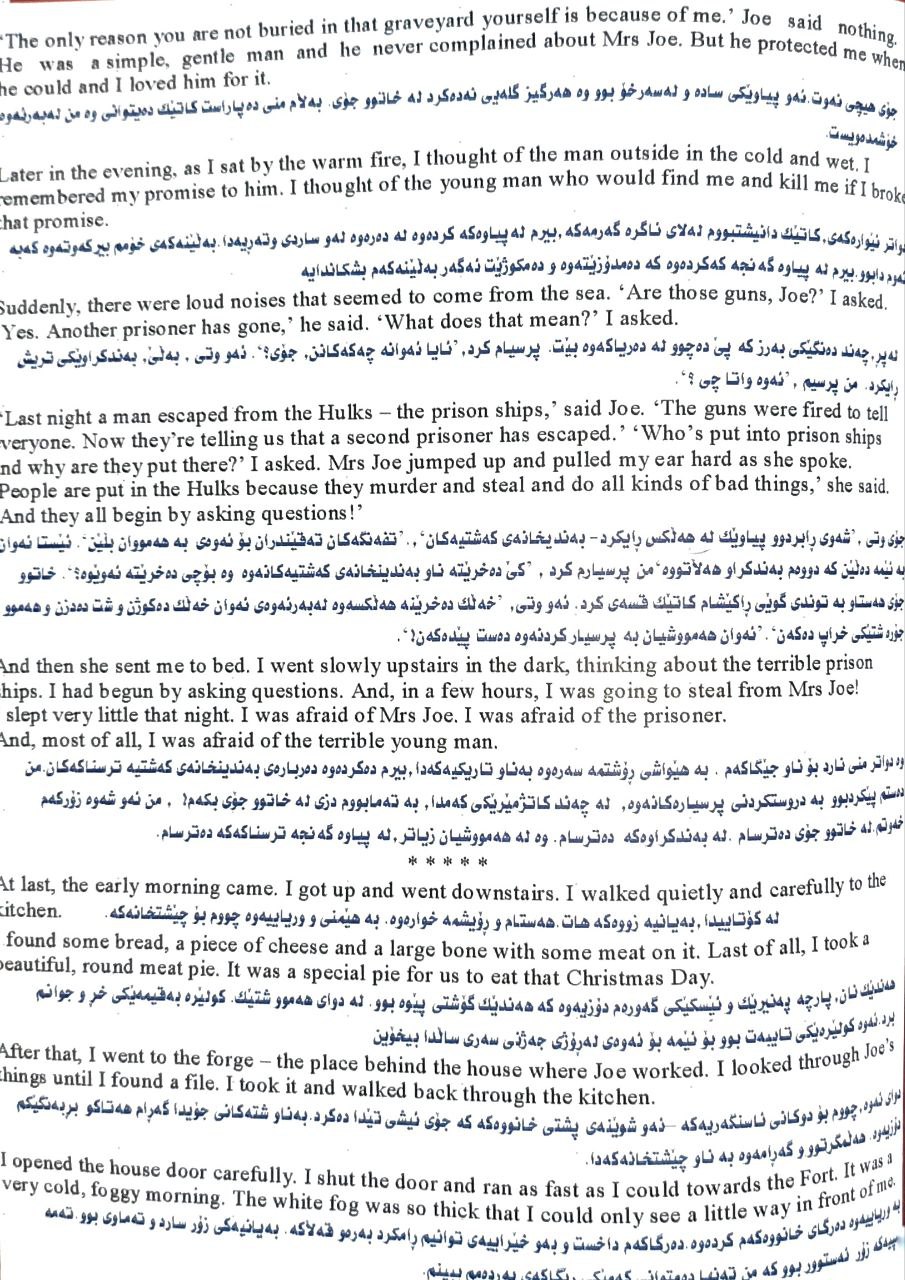 'The only reason you are not buried in that graveyard yourself is because of me.' Joe said nothing.
He was a simple, gentle man and he never complained about Mrs Joe. But he protected me when
he could and I loved him for it.
جۆی هیچی نەوت.ئەو پیاوێکی سادە و لەسەرخۆ بوو وە هەرگیز گلەیی نەدەکرد لە خاتوو جۆی. بەلام منی دەپاراست کاتێك دەیتوانی وە من لەبەرئەوە
خۆشمدەویست.
Later in the evening, as I sat by the warm fire, I thought of the man outside in the cold and wet. I
remembered my promise to him. I thought of the young man who would find me and kill me if I broke
that promise.
دواتر ئێوارەکەی,کاتێك دانیشتبووم لەلای ئاگرە گەرمەکە,بیرم لە پیاوەکە کردەوە لە دەرەوە لەو ساردی وتەڕیەدا.بەڵێنەکەی خۆمم بیرکەوتەوە کەبە
ئەوم دابوو.بیرم لە پیاوە گەنجە کەکردەوە کە دەمدۆزێتەوە و دەمکوژێت ئەگەر بەڵێنەکەم بشکاندایە
Suddenly, there were loud noises that seemed to come from the sea. 'Are those guns, Joe?' I asked.
Yes. Another prisoner has gone,' he said. 'What does that mean?' I asked.
لەپر,چەند دەنگێکی بەرز کە پێ دەچوو لە دەریاکەوە بێت. پرسیام کرد,'ئایا ئەوانە چەکەکانن, جۆی؟'. ئەو وتی , بەڵێ, بەندکراوێکی تریش
رایکرد. من پرسیم ,'ئەوە واتا چی ؟'.
'Last night a man escaped from the Hulks – the prison ships,' said Joe. 'The guns were fired to tell
veryone. Now they're telling us that a second prisoner has escaped.' 'Who's put into prison ships
nd why are they put there?' I asked. Mrs Joe jumped up and pulled my ear hard as she spoke.
People are put in the Hulks because they murder and steal and do all kinds of bad things,' she said.
And they all begin by asking questions!'
جۆی وتی ,'شەوی رابردوو پیاوێك لە هەڵکس رایکرد- بەندیخانەی کەشتیەکان',.'تفەنگەکان تەقێندران بۆ ئەوەی بە هەمووان بڵێن'. ئێستا ئەوان
بە ئێمە دەڵێن کە دووەم بەندکراو هەڵاتووە'من پرسیارم کرد , 'کێ دەخرێتە ناو بەندینخانەی کەشتیەکانەوە وە بۆچی دەخرێتە ئەوێوە؟'. خاتوو
جۆی هەستاو بە توندی گوێی راکێشام کاتێك قسەی کرد. ئەو وتی, 'خەڵك دەخرێنە هەڵکسەوە لەبەرئەوەی ئەوان خەڵك دەکوژن و شت دەدزن و هەموو
جۆرە شتێکی خراپ دەکەن'.'ئەوان هەمووشیان بە پرسیار کردنەوە دەست پێدەکەن!'.
And then she sent me to bed. I went slowly upstairs in the dark, thinking about the terrible prison
hips. I had begun by asking questions. And, in a few hours, I was going to steal from Mrs Joe!
slept very little that night. I was afraid of Mrs Joe. I was afraid of the prisoner.
And, most of all, I was afraid of the terrible young man.
وە دواتر منی نارد بۆ ناو جێگاکەم . بە هێواشی رۆشتمە سەرەوە بەناو تاریکیەکەدا,بیرم دەکردەوە دەربارەی بەندینخانەی کەشتیە ترسناکەکان.من
دەستم پێکردبوو بە دروستکردنی پرسیارەکانەوە, لە چەند کاتژمێرێکی کەمدا, بە تەمابووم دزی لە خاتوو جۆی بکەم! , من ئەو شەوە زۆرکەم
خەوتم.لە خاتوو جۆی دەترسام .لە بەندکراوەکە دەترسام. وە لە هەمووشیان زیاتر,لە پیاوە گەنجە ترسناکەکە دەترسام.
* * * * *
At last, the early morning came. I got up and went downstairs. I walked quietly and carefully to the
kitchen. لە کۆتاییدا ,بەیانیە زووەکە هات.هەستام و رۆیشمە خوارەوە. بە هێمنی و وریاییەوە چووم بۆ چێشتخانەکە.
found some bread, a piece of cheese and a large bone with some meat on it. Last of all, I took a
beautiful, round meat pie. It was a special pie for us to eat that Christmas Day.
هەندێك نان, پارچە پەنیرێك و ئێسکێکی گەورەم دۆزیەوە کە هەندێك گۆشتی پێوە بوو. لە دوای هەموو شتێك. کولێرە بەقیمەیێکی خڕ و جوانم
برد.ئەوە کولێرەیێکی تایبەت بوو بۆ ئێمە بۆ ئەوەی لەرۆژی جەژنی سەری ساڵدا بیخۆین
After that, I went to the forge – the place behind the house where Joe worked. I looked through Joe's
things until I found a file. I took it and walked back through the kitchen.
دوای ئەوە, چووم بۆ دوکانی ئاسنگەریەکە –ئەو شوێنەی پشتی خانووەکە کە جۆی ئیشی تێدا دەکرد.بەناو شتەکانی جۆیدا گەرام هەتاکو بربەنگێکم
دۆزیەوە. هەڵمگرتوو و گەرامەوە بە ناو چێشتخانەکەدا.
I opened the house door carefully. I shut the door and ran as fast as I could towards the Fort. It was a
very cold, foggy morning. The white fog was so thick that I could only see a little way in front of me.
بە وریاییەوە دەرگای خانووەکەم کردەوە. دەرگاکەم داخست و بەو خێراییەی توانیم رامکرد بەرەو قەلاکە. بەیانیەکی زۆر سارد و تەماوی بوو. تەمە
سپیەکە زۆر ئەستوور بوو کە من تەنیا دەمتوانی کەمێکی ریگاکەی بەردەمم ببینم.